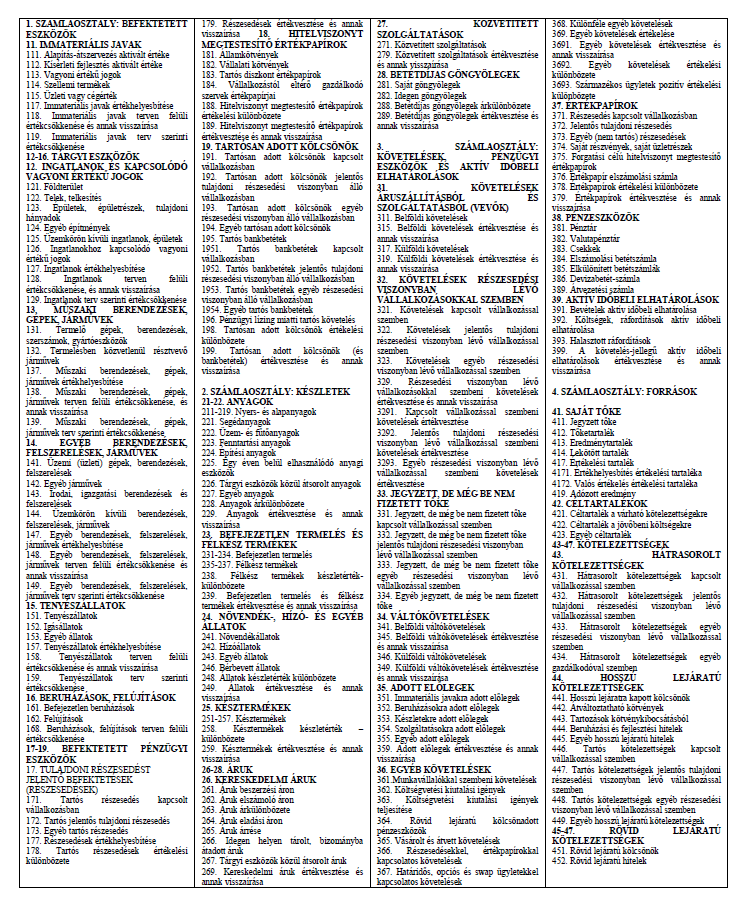 1. SZÁMLAOSZTÁLY: BEFEKTETETT
ESZKÖZÖK
11. IMMATERIÁLIS JAVAK
111. Alapítás-átszervezés aktivált értéke
112. Kísérleti fejlesztés aktivált értéke
113. Vagyoni értékű jogok
114. Szellemi termékek
115. Üzleti vagy cégérték
117. Immateriális javak értékhelyesbítése
118. Immateriális javak terven felüli
értékcsökkenése és annak visszaírása
119. Immateriális javak terv szerinti
értékcsökkenése
12-16. TÁRGYI ESZKÖZÖK
12. INGATLANOK ÉS KAPCSOLÓDÓ
VAGYONI ÉRTÉKŰ JOGOK
121. Földterület
122. Telek, telkesítés
123. Épületek, épületrészek, tulajdoni
hányadok
124. Egyéb építmények
125. Üzemkörön kívüli ingatlanok, épületek
126. Ingatlanokhoz kapcsolódó vagyoni
értékű jogok
127. Ingatlanok értékhelyesbítése
128. Ingatlanok terven felüli
értékcsökkenése, és annak visszaírása
129. Ingatlanok terv szerinti értékcsökkenése
13, MŰSZAKI BERENDEZÉSEK,
GÉPEK, JÁRMŰVEK
131. Termelő gépek, berendezések,
szerszámok, gyártóeszközök
132. Termelésben közvetlenül résztvevő
járművek
137. Műszaki berendezések, gépek,
járművek értékhelyesbítése
138. Műszaki berendezések, gépek,
járművek terven felüli értékcsökkenése, és
annak visszaírása
139. Műszaki berendezések, gépek,
járművek terv szerinti értékcsökkenése
14. EGYÉB BERENDEZÉSEK,
FELSZERELÉSEK, JÁRMŰVEK
141. Üzemi (üzleti) gépek, berendezések,
felszerelések
142. Egyéb járművek
143. Irodai, igazgatási berendezések és
felszerelések
144. Üzemkörön kívüli berendezések,
felszerelések, járművek
147. Egyéb berendezések, felszerelések,
járművek értékhelyesbítése
148. Egyéb berendezések, felszerelések,
járművek terven felüli értékcsökkenése és
annak visszaírása
149. Egyéb berendezések, felszerelések,
járművek terv szerinti értékcsökkenése
15. TENYÉSZÁLLATOK
151. Tenyészállatok
152. Igásállatok
153. Egyéb állatok
157. Tenyészállatok értékhelyesbítése
158. Tenyészállatok terven felüli
értékcsökkenése és annak visszaírása
159. Tenyészállatok terv szerinti
értékcsökkenése
16. BERUHÁZÁSOK, FELÚJÍTÁSOK
161. Befejezetlen beruházások
162. Felújítások
168. Beruházások, felújítások terven felüli
értékcsökkenése
17-19. BEFEKTETETT PÉNZÜGYI
ESZKÖZÖK
17. TULAJDONI RÉSZESEDÉST
JELENTŐ BEFEKTETÉSEK
(RÉSZESEDÉSEK)
171. Tartós részesedés kapcsolt
vállalkozásban
172. Tartós jelentős tulajdoni részesedés
173. Egyéb tartós részesedés
177. Részesedések értékhelyesbítése
178. Tartós részesedések értékelési
különbözete
179. Részesedések értékvesztése és annak
visszaírása 18. HITELVISZONYT
MEGTESTESÍTŐ ÉRTÉKPAPÍROK
181. Államkötvények
182. Vállalati kötvények
183. Tartós diszkont értékpapírok
184. Vállalkozástól eltérő gazdálkodó
szervek értékpapírjai
188. Hitelviszonyt megtestesítő értékpapírok
értékelési különbözete
189. Hitelviszonyt megtestesítő értékpapírok
értékvesztése és annak visszaírása
19. TARTÓSAN ADOTT KÖLCSÖNÖK
191. Tartósan adott kölcsönök kapcsolt
vállalkozásban
192. Tartósan adott kölcsönök jelentős
tulajdoni részesedési viszonyban álló
vállalkozásban
193. Tartósan adott kölcsönök egyéb
részesedési viszonyban álló vállalkozásban
194. Egyéb tartósan adott kölcsönök
195. Tartós bankbetétek
1951. Tartós bankbetétek kapcsolt
vállalkozásban
1952. Tartós bankbetétek jelentős tulajdoni
részesedési viszonyban álló vállalkozásban
1953. Tartós bankbetétek egyéb részesedési
viszonyban álló vállalkozásban
1954. Egyéb tartós bankbetétek
196. Pénzügyi lízing miatti tartós követelés
198. Tartósan adott kölcsönök értékelési
különbözete
199. Tartósan adott kölcsönök (és
bankbetétek) értékvesztése és annak
visszaírása
2. SZÁMLAOSZTÁLY: KÉSZLETEK
21-22. ANYAGOK
211-219. Nyers- és alapanyagok
221. Segédanyagok
222. Üzem- és fűtőanyagok
223. Fenntartási anyagok
224. Építési anyagok
225. Egy éven belül elhasználódó anyagi
eszközök
226. Tárgyi eszközök közül átsorolt anyagok
227. Egyéb anyagok
228. Anyagok árkülönbözete
229. Anyagok értékvesztése és annak
visszaírása
23, BEFEJEZETLEN TERMELÉS ÉS
FÉLKÉSZ TERMÉKEK
231-234. Befejezetlen termelés
235-237. Félkész termékek
238. Félkész termékek készletérték-
különbözete
239. Befejezetlen termelés és félkész
termékek értékvesztése és annak visszaírása
24. NÖVENDÉK-, HÍZÓ- ÉS EGYÉB
ÁLLATOK
241. Növendékállatok
242. Hízóállatok
243. Egyéb állatok
246. Bérbevett állatok
248. Állatok készletérték különbözete
249. Állatok értékvesztése és annak
visszaírása
25. KÉSZTERMÉKEK
251-257. Késztermékek
258. Késztermékek készletérték –
különbözete
259. Késztermékek értékvesztése és annak
visszaírása
26-28. ÁRUK
26. KERESKEDELMI ÁRUK
261. Áruk beszerzési áron
262. Áruk elszámoló áron
263. Áruk árkülönbözete
264. Áruk eladási áron
265. Áruk árrése
266. Idegen helyen tárolt, bizományba
átadott áruk
267. Tárgyi eszközök közül átsorolt áruk
269. Kereskedelmi áruk értékvesztése és
annak visszaírása
27. KÖZVETÍTETT
SZOLGÁLTATÁSOK
271. Közvetített szolgáltatások
279. Közvetített szolgáltatások értékvesztése
és annak visszaírása
28. BETÉTDÍJAS GÖNGYÖLEGEK
281. Saját göngyölegek
282. Idegen göngyölegek
288. Betétdíjas göngyölegek árkülönbözete
289. Betétdíjas göngyölegek értékvesztése és
annak visszaírása
3. SZÁMLAOSZTÁLY:
KÖVETELÉSEK, PÉNZÜGYI
ESZKÖZÖK ÉS AKTÍV IDŐBELI
ELHATÁROLÁSOK
31. KÖVETELÉSEK
ÁRUSZÁLLÍTÁSBÓL ÉS
SZOLGÁLTATÁSBÓL (VEVŐK)
311. Belföldi követelések
315. Belföldi követelések értékvesztése és
annak visszaírása
317. Külföldi követelések
319. Külföldi követelések értékvesztése és
annak visszaírása
32. KÖVETELÉSEK RÉSZESEDÉSI
VISZONYBAN LÉVŐ
VÁLLALKOZÁSOKKAL SZEMBEN
321. Követelések kapcsolt vállalkozással
szemben
322. Követelések jelentős tulajdoni
részesedési viszonyban lévő vállalkozással
szemben
323. Követelések egyéb részesedési
viszonyban lévő vállalkozással szemben
329. Részesedési viszonyban lévő
vállalkozásokkal szembeni követelések
értékvesztése és annak visszaírása
3291. Kapcsolt vállalkozással szembeni
követelések értékvesztése
3292. Jelentős tulajdoni részesedési
viszonyban lévő vállalkozással szembeni
követelések értékvesztése
3293 Egyéb részesedési viszonyban lévő
vállalkozással szembeni követelések
értékvesztése
33. JEGYZETT, DE MÉG BE NEM
FIZETETT TŐKE
331. Jegyzett, de még be nem fizetett tőke
kapcsolt vállalkozással szemben
332. Jegyzett, de még be nem fizetett tőke
jelentős tulajdoni részesedési viszonyban
lévő vállalkozással szemben
333. Jegyzett, de még be nem fizetett tőke
egyéb részesedési viszonyban lévő
vállalkozással szemben
334. Egyéb jegyzett, de még be nem fizetett
tőke
34. VÁLTÓKÖVETELÉSEK
341. Belföldi váltókövetelések
345. Belföldi váltókövetelések értékvesztése
és annak visszaírása
346. Külföldi váltókövetelések
349. Külföldi váltókövetelések értékvesztése
és annak visszaírása
35. ADOTT ELŐLEGEK
351. Immateriális javakra adott előlegek
352. Beruházásokra adott előlegek
353. Készletekre adott előlegek
354. Szolgáltatásokra adott előlegek
355. Egyéb adott előlegek
359. Adott előlegek értékvesztése és annak
visszaírása
36. EGYÉB KÖVETELÉSEK
361.Munkavállalókkal szembeni követelések
362. Költségvetési kiutalási igények
363. Költségvetési kiutalási igények
teljesítése
364. Rövid lejáratú kölcsönadott
pénzeszközök
365. Vásárolt és átvett követelések
366. Részesedésekkel, értékpapírokkal
kapcsolatos követelések
367. Határidős, opciós és swap ügyletekkel
kapcsolatos követelések
368. Különféle egyéb követelések
369. Egyéb követelések értékelése
3691. Egyéb követelések értékvesztése és
annak visszaírása
3692. Egyéb követelések értékelési
különbözete
3693. Származékos ügyletek pozitív értékelési
különbözete
37. ÉRTÉKPAPÍROK
371. Részesedés kapcsolt vállalkozásban
372. Jelentős tulajdoni részesedés
373. Egyéb (nem tartós) részesedések
374. Saját részvények, saját üzletrészek
375. Forgatási célú hitelviszonyt megtestesítő
értékpapírok
376. Értékpapír elszámolási számla
378. Értékpapírok értékelési különbözete
379. Értékpapírok értékvesztése és annak
visszaírása
38. PÉNZESZKÖZÖK
381. Pénztár
382. Valutapénztár
383. Csekkek
384. Elszámolási betétszámla
385. Elkülönített betétszámlák
386. Devizabetét-számla
389. Átvezetési számla
39. AKTÍV IDŐBELI ELHATÁROLÁSOK
391. Bevételek aktív időbeli elhatárolása
392. Költségek, ráfordítások aktív időbeli
elhatárolása
393. Halasztott ráfordítások
399. A követelés-jellegű aktív időbeli
elhatárolások értékvesztése és annak
visszaírása
4. SZÁMLAOSZTÁLY: FORRÁSOK
41. SAJÁT TŐKE
411. Jegyzett tőke
412. Tőketartalék
413. Eredménytartalék
414. Lekötött tartalék
417. Értékelési tartalék
4171. Értékhelyesbítés értékelési tartaléka
4172. Valós értékelés értékelési tartaléka
419. Adózott eredmény
42. CÉLTARTALÉKOK
421. Céltartalék a várható kötelezettségekre
422. Céltartalék a jövőbeni költségekre
423. Egyéb céltartalék
43-47. KÖTELEZETTSÉGEK
43. HÁTRASOROLT
KÖTELEZETTSÉGEK
431. Hátrasorolt kötelezettségek kapcsolt
vállalkozással szemben
432. Hátrasorolt kötelezettségek jelentős
tulajdoni részesedési viszonyban lévő
vállalkozással szemben
433. Hátrasorolt kötelezettségek egyéb
részesedési viszonyban lévő vállalkozással
szemben
434. Hátrasorolt kötelezettségek egyéb
gazdálkodóval szemben
44. HOSSZÚ LEJÁRATÚ
KÖTELEZETTSÉGEK
441. Hosszú lejáratra kapott kölcsönök
442. Átváltoztatható kötvények
443. Tartozások kötvénykibocsátásból
444. Beruházási és fejlesztési hitelek
445. Egyéb hosszú lejáratú hitelek
446. Tartós kötelezettségek kapcsolt
vállalkozással szemben
447. Tartós kötelezettségek jelentős tulajdoni
részesedési viszonyban lévő vállalkozással
szemben
448. Tartós kötelezettségek egyéb részesedési
viszonyban lévő vállalkozással szemben
449. Egyéb hosszú lejáratú kötelezettségek
45-47. RÖVID LEJÁRATÚ
KÖTELEZETTSÉGEK
451. Rövid lejáratú kölcsönök
452. Rövid lejáratú hitelek